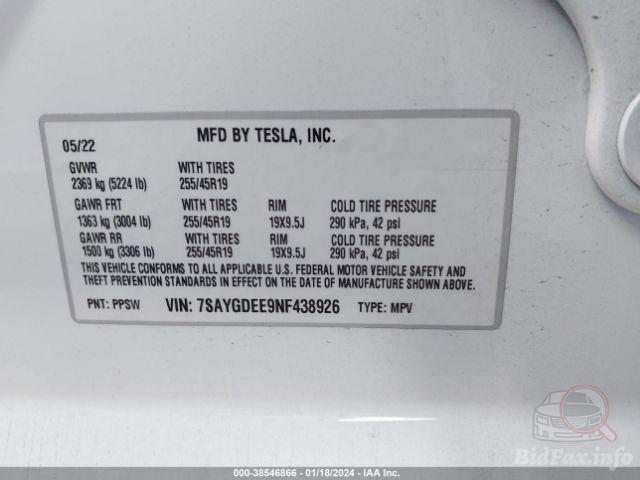 05/22 MFD BY TESLA, INC.
GVWR WITH TIRES
2369 kg (5224 lb) 255/45R19
GAWR FRT WITH TIRES RIM COLD TIRE PRESSURE
1363 kg (3004 lb) 255/45R19 19X9.5J 290 kPa, 42 psi
GAWR RR WITH TIRES RIM COLD TIRE PRESSURE
1500 kg (3306 lb) 255/45R19 19X9.5J 290 kPa, 42 psi
THIS VEHICLE CONFORMS TO ALL APPLICABLE U.S. FEDERAL MOTOR VEHICLE SAFETY AND
THEFT PREVENTION STANDARDS IN EFFECT ON THE DATE OF MANUFACTURE SHOWN ABOVE.
PNT: PPSW VIN: 7SAYGDEE9NF438926 TYPE: MPV
BidFax.info
000-38546866 - 01/18/2024 - IAA Inc.